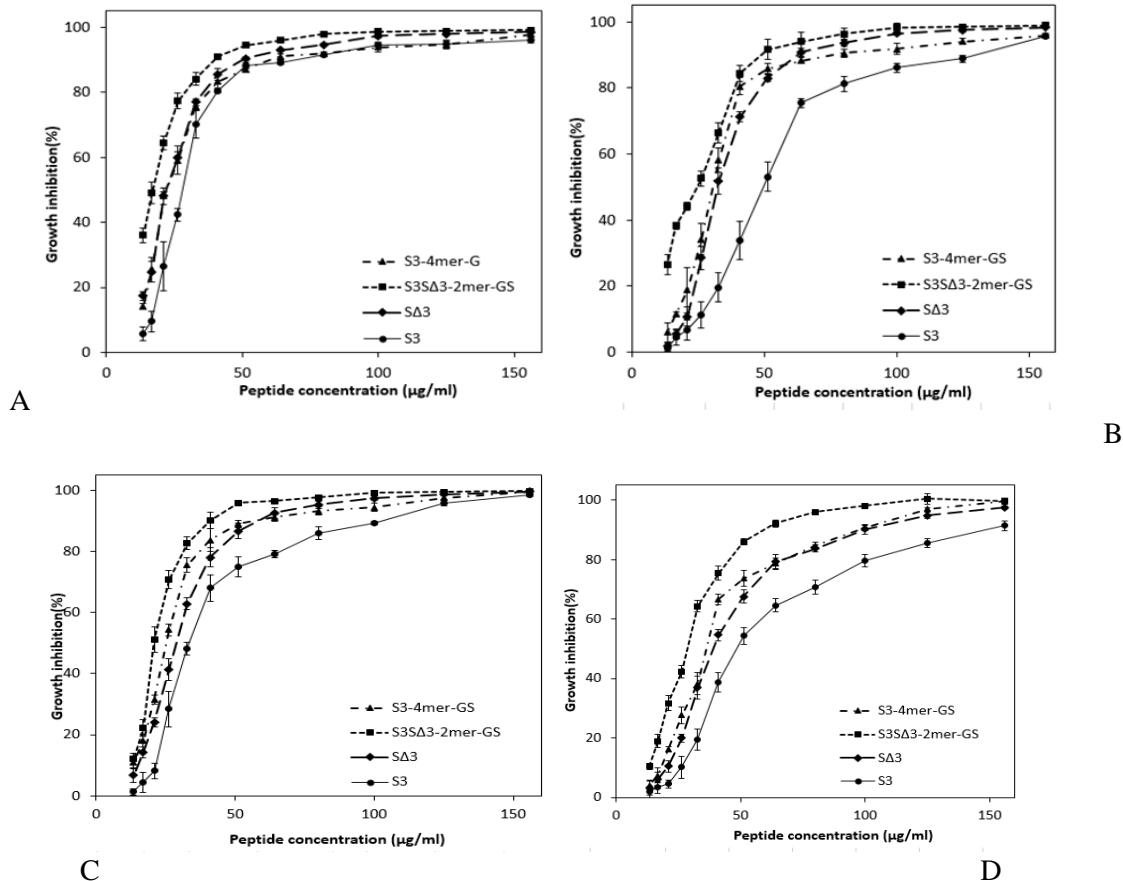 100
80
60
40
20
0
Growth inhibition(%)
S3-4mer-G
S3SΔ3-2mer-GS
SΔ3
S3
0
50
100
150
Peptide concentration (µg/ml)
A
100
80
60
40
20
0
Growth inhibition(%)
S3-4mer-GS
S3SΔ3-2mer-GS
SΔ3
S3
0
50
100
150
Peptide concentration (µg/ml)
B
100
80
60
40
20
0
Growth inhibition(%)
S3-4mer-GS
S3SΔ3-2mer-GS
SΔ3
S3
0
50
100
150
Peptide concentration (µg/ml)
C
100
80
60
40
20
0
Growth inhibition(%)
S3-4mer-GS
S3SΔ3-2mer-GS
SΔ3
S3
0
50
100
150
Peptide concentration (µg/ml)
D